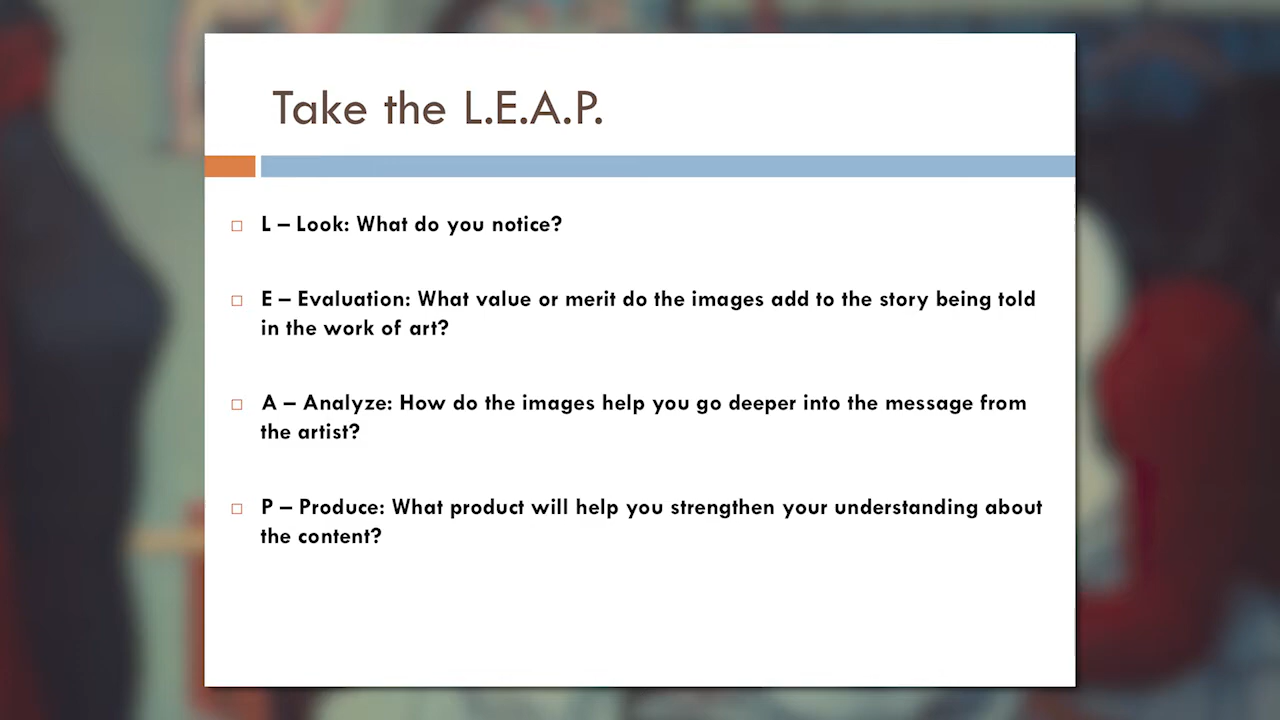 Take the L.E.A.P.
L – Look: What do you notice?
E – Evaluation: What value or merit do the images add to the story being told
in the work of art?
A – Analyze: How do the images help you go deeper into the message from
the artist?
P – Produce: What product will help you strengthen your understanding about
the content?